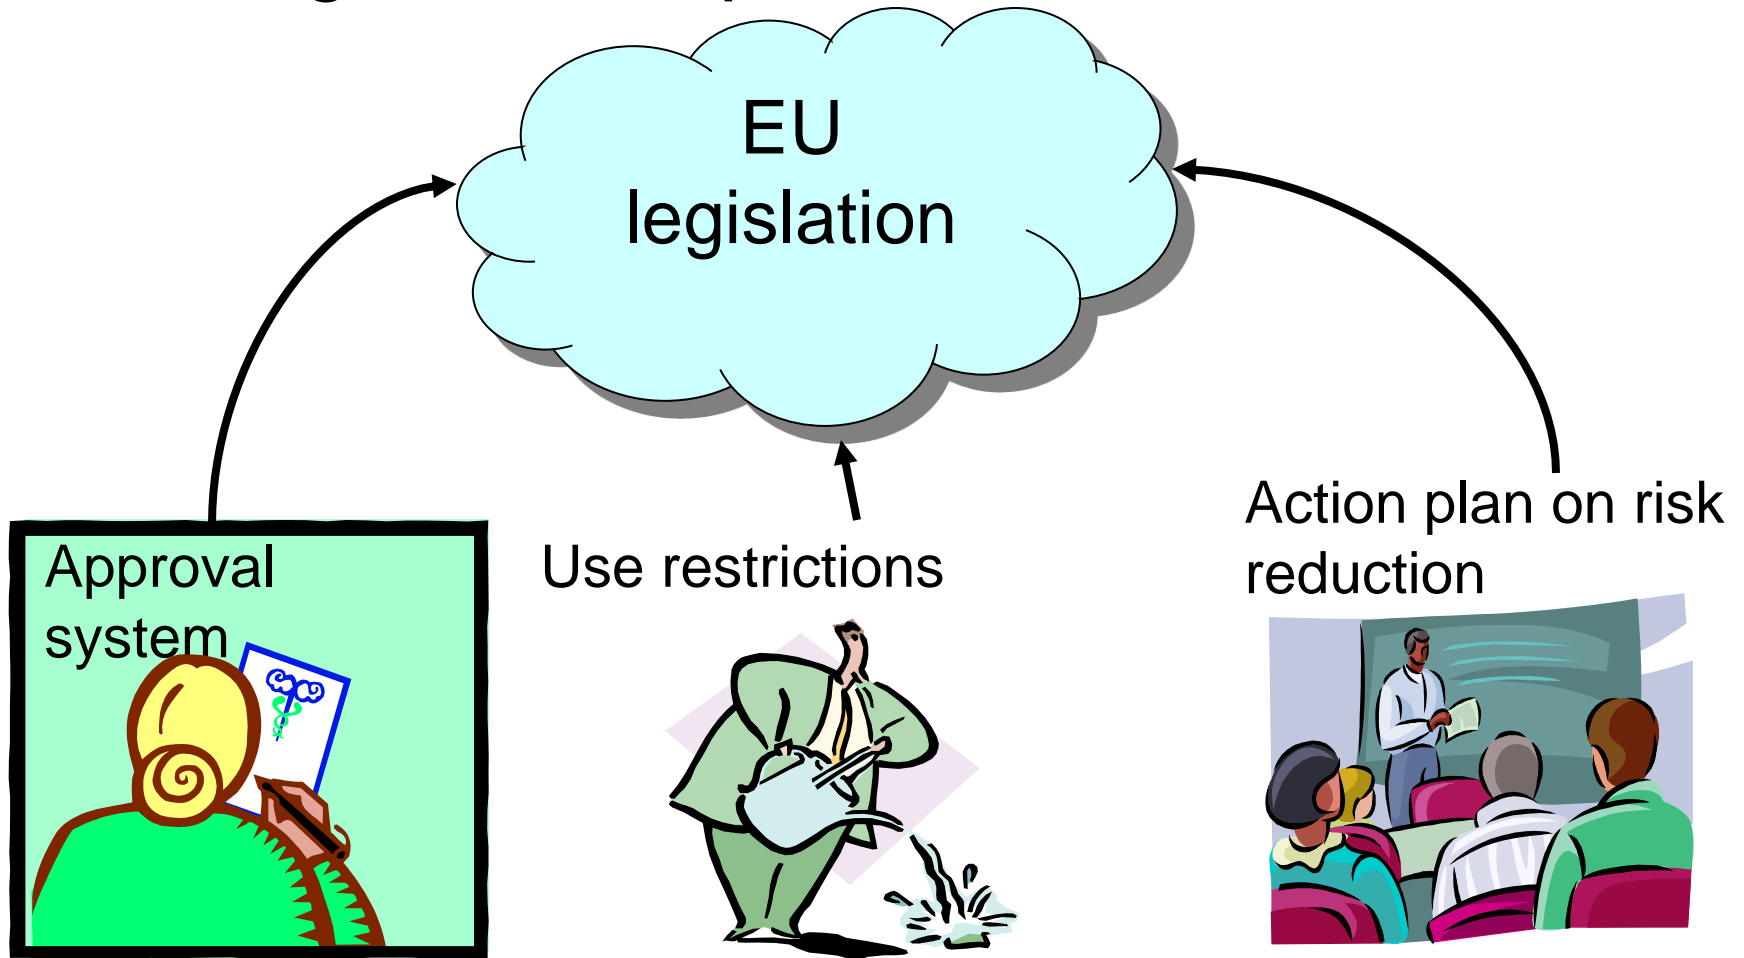 EU
legislation
Approval
system
Use restrictions
Action plan on risk
reduction